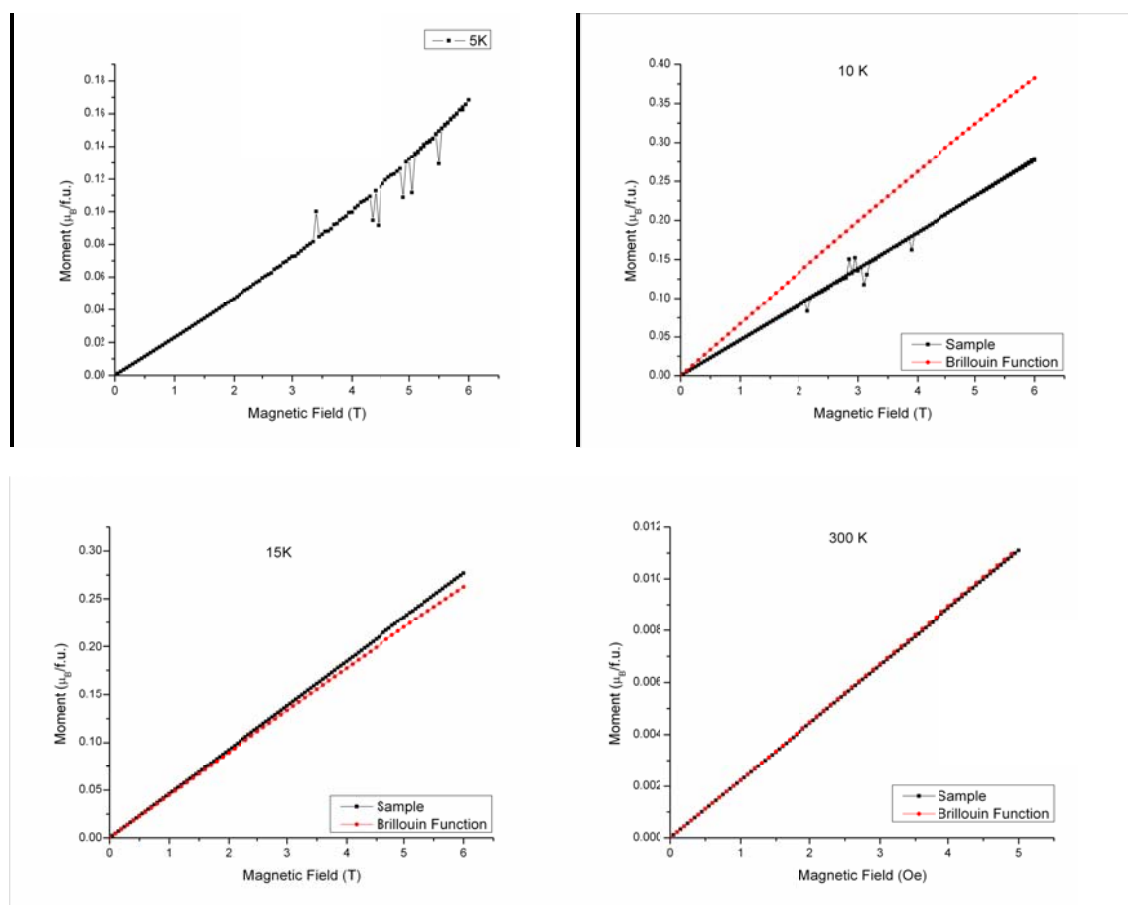 5K
0.18
0.16
0.14
0.12
0.10
0.08
0.06
0.04
0.02
0.00
0 1 2 3 4 5 6
Moment (μB/f.u.)
Magnetic Field (T)
10 K
0.40
0.35
0.30
0.25
0.20
0.15
0.10
0.05
0.00
0 1 2 3 4 5 6
Moment (μB/f.u.)
Magnetic Field (T)
Sample
Brillouin Function
15K
0.30
0.25
0.20
0.15
0.10
0.05
0.00
0 1 2 3 4 5 6
Moment (μB/f.u.)
Magnetic Field (T)
Sample
Brillouin Function
300 K
0.012
0.010
0.008
0.006
0.004
0.002
0.000
0 1 2 3 4 5
Moment (μB/f.u.)
Magnetic Field (Oe)
Sample
Brillouin Function